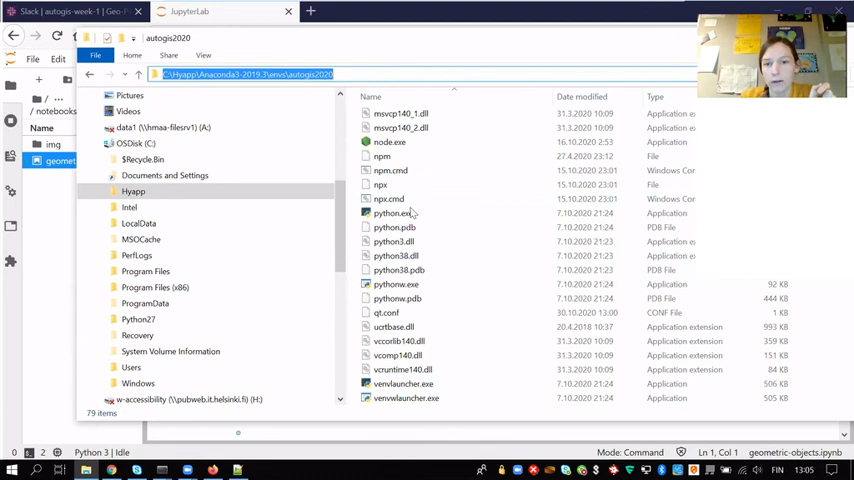 Slack | autogis-week-1 | Geo-P
JupyterLab
autogis2020
File Edit
File Home Share View
C:\Hyapp\Anaconda3-2019.3\envs\autogis2020
/ ...
/ notebooks
Name
img
geomet
Pictures
Videos
data1 (\\hmaa-filesrv1) (A:)
OSDisk (C:)
$Recycle.Bin
Documents and Settings
Hyapp
Intel
LocalData
MSOCache
PerfLogs
Program Files
Program Files (x86)
ProgramData
Python27
Recovery
System Volume Information
Users
Windows
w-accessibility (\\pubweb.it.helsinki.fi) (H:)
Name Date modified Type
msvcp140_1.dll 31.3.2020 10:09 Application extension
msvcp140_2.dll 31.3.2020 10:09 Application extension
node.exe 16.10.2020 2:53 Application
npm 27.4.2020 3:12 File
npm.cmd 15.10.2020 23:01 Windows Cor
npx 15.10.2020 23:01 File
npx.cmd 15.10.2020 23:01 Windows Cor
python.exe 7.10.2020 21:24 Application
python.pdb 7.10.2020 21:24 PDB File
python3.dll 7.10.2020 21:24 Application
python38.dll 7.10.2020 21:24 Application
python38.pdb 7.10.2020 21:24 PDB File
pythonw.exe 7.10.2020 21:24 Application 92 KB
pythonw.pdb 7.10.2020 21:24 PDB File 444 KB
qt.conf 30.10.2020 13:00 CONF File 1 KB
ucrtbase.dll 20.4.2018 10:37 Application extension 993 KB
vccorlib140.dll 31.3.2020 10:09 Application extension 327 KB
vcomp140.dll 31.3.2020 10:09 Application extension 151 KB
vcruntime140.dll 31.3.2020 10:09 Application extension 84 KB
venvlauncher.exe 7.10.2020 21:24 Application 506 KB
venvwlauncher.exe 7.10.2020 21:24 Application 505 KB
79 items
0 2 Python 3 | Idle Mode: Command Ln 1, Col 1 geometric-objects.ipynb
FIN 13:05